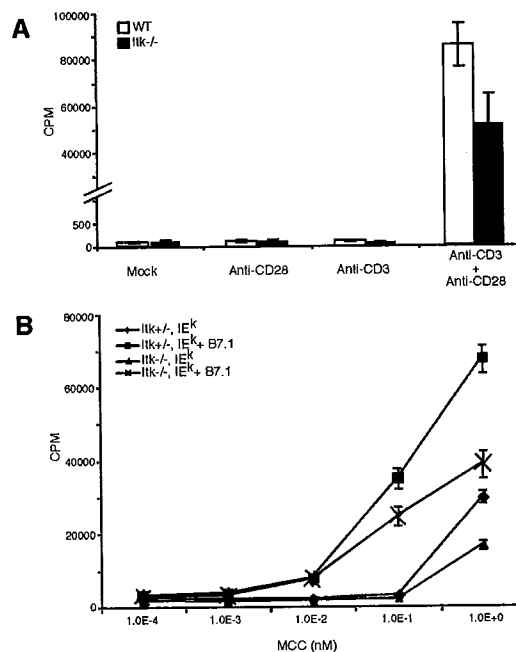 A
WT
Itk-/-
CPM
100000
80000
60000
40000
500
0
Mock
Anti-CD28
Anti-CD3
Anti-CD3
+
Anti-CD28
B
Itk+/-, IEk
Itk+/-, IEk+ B7.1
Itk-/-, IEk
Itk-/-, IEk+ B7.1
CPM
80000
60000
40000
20000
0
1.0E-4
1.0E-3
1.0E-2
1.0E-1
1.0E+0
MCC (nM)